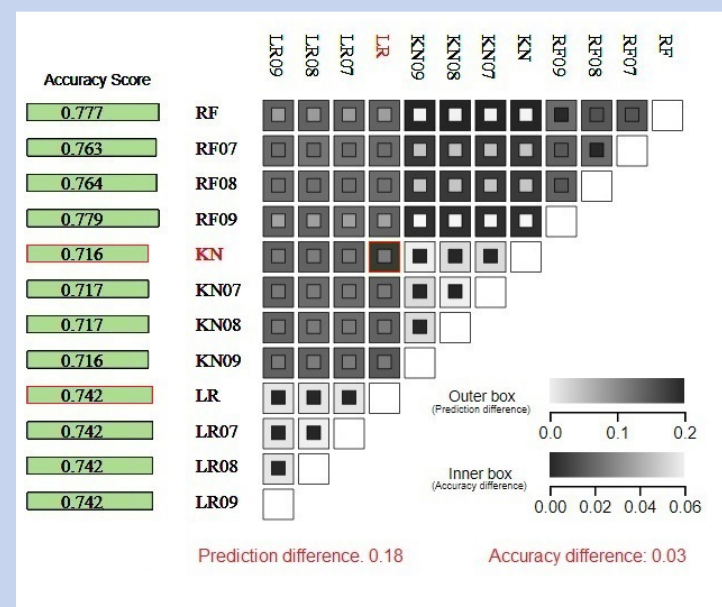 LR09 LR08 LR07 LR KN09 KN08 KN07 KN RF09 RF08 RF07 RF
Accuracy Score
0.777 RF
0.763 RF07
0.764 RF08
0.779 RF09
0.716 KN
0.717 KN07
0.717 KN08
0.716 KN09
0.742 LR
0.742 LR07
0.742 LR08
0.742 LR09
Outer box
(Prediction difference)
0.0 0.1 0.2
Inner box
(Accuracy difference)
0.00 0.02 0.04 0.06
Prediction difference. 0.18 Accuracy difference: 0.03